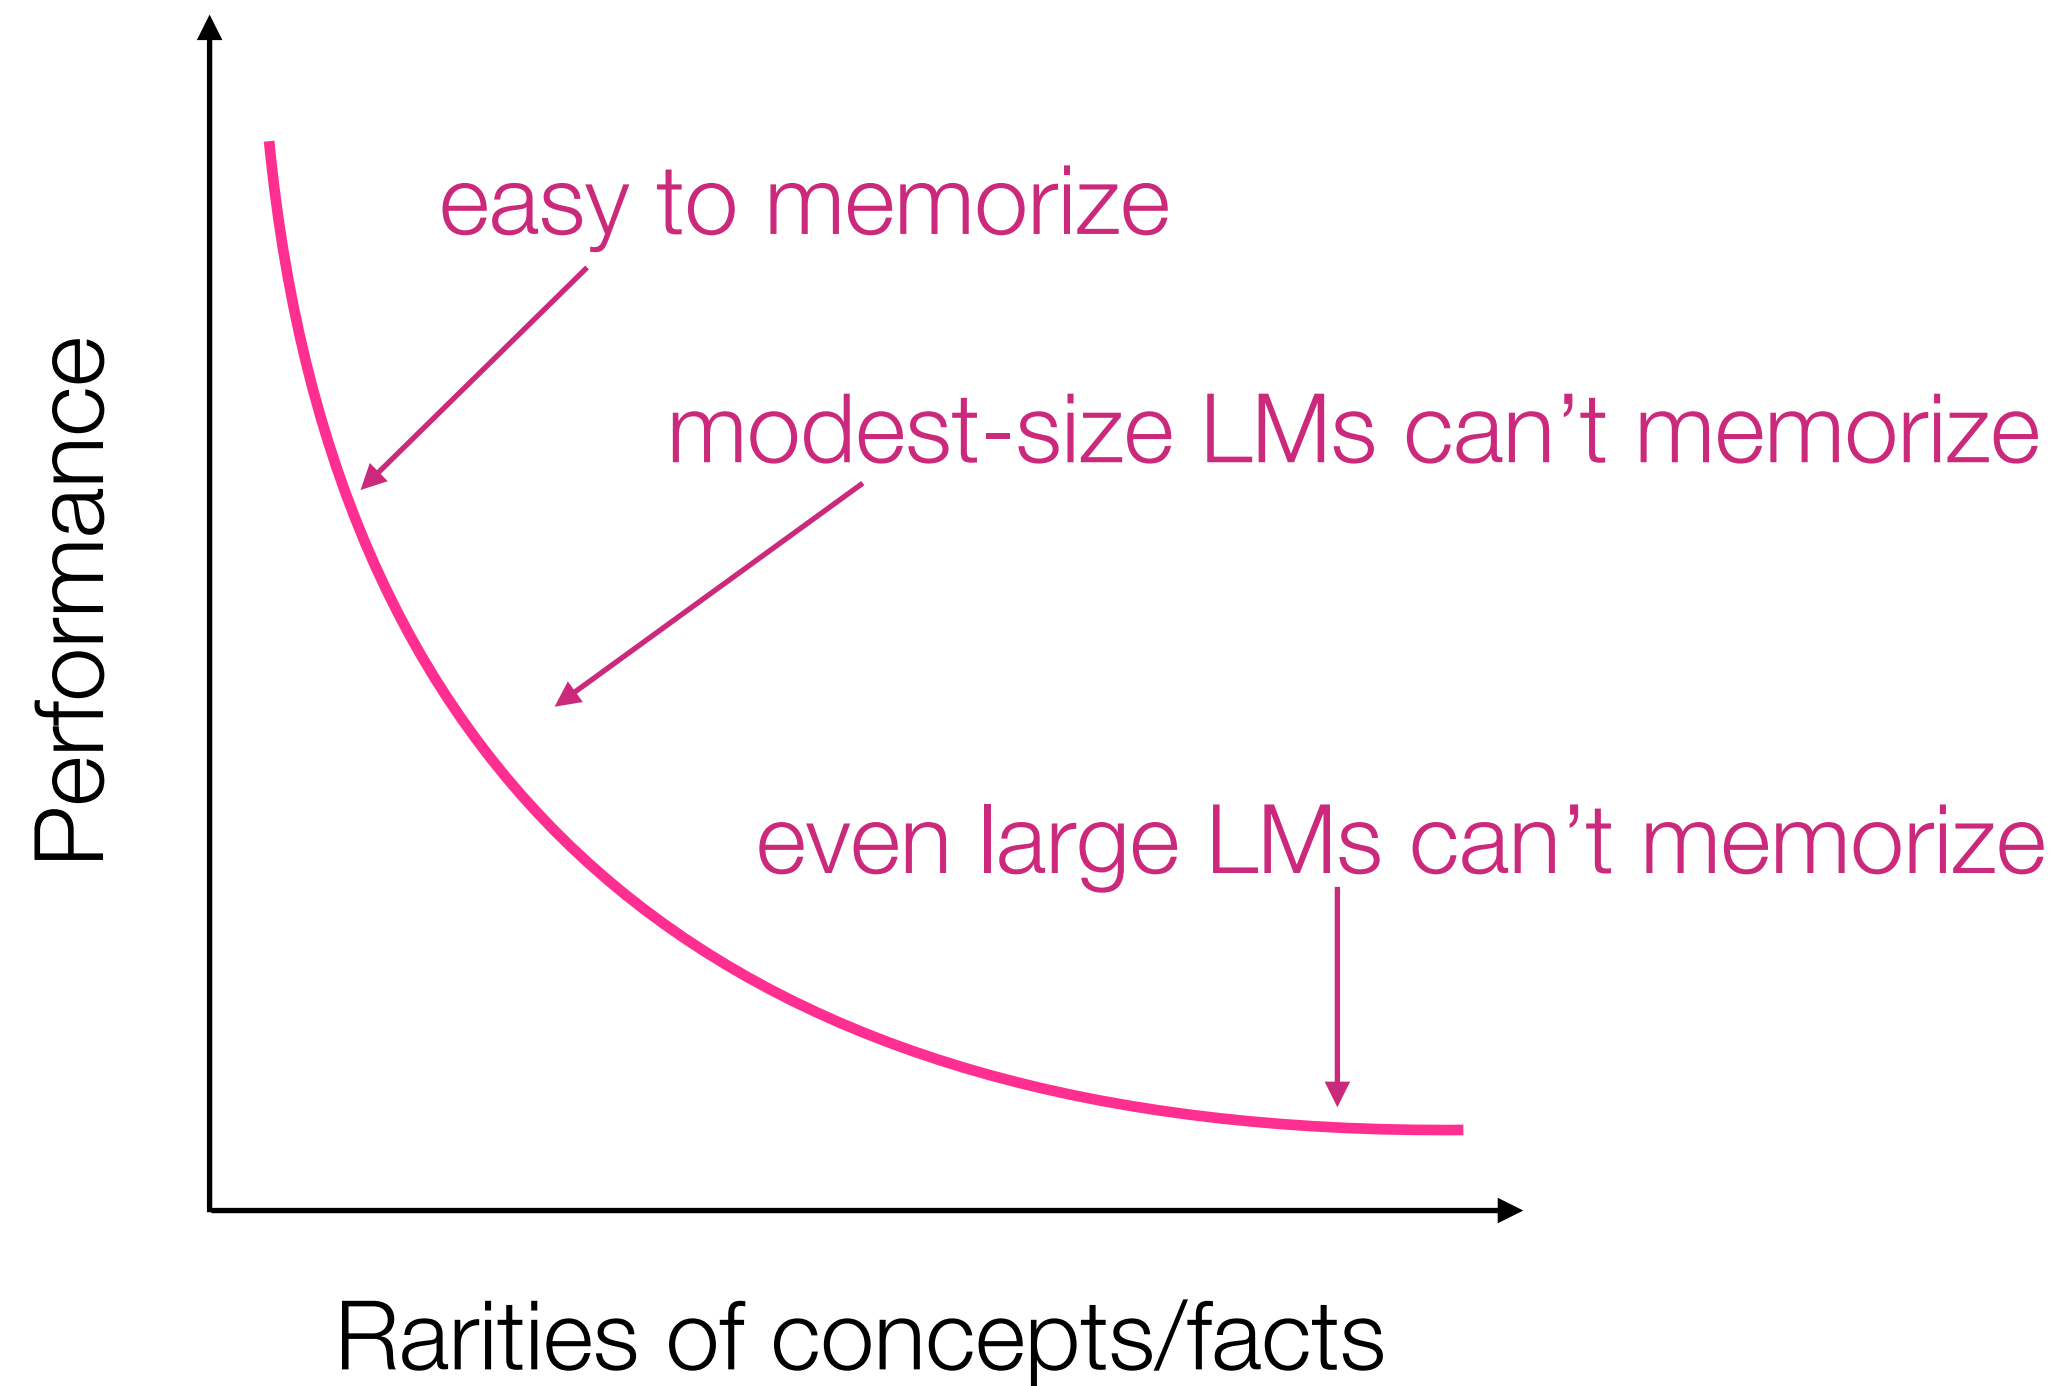 easy to memorize
modest-size LMs can’t memorize
Performance
even large LMs can’t memorize
Rarities of concepts/facts